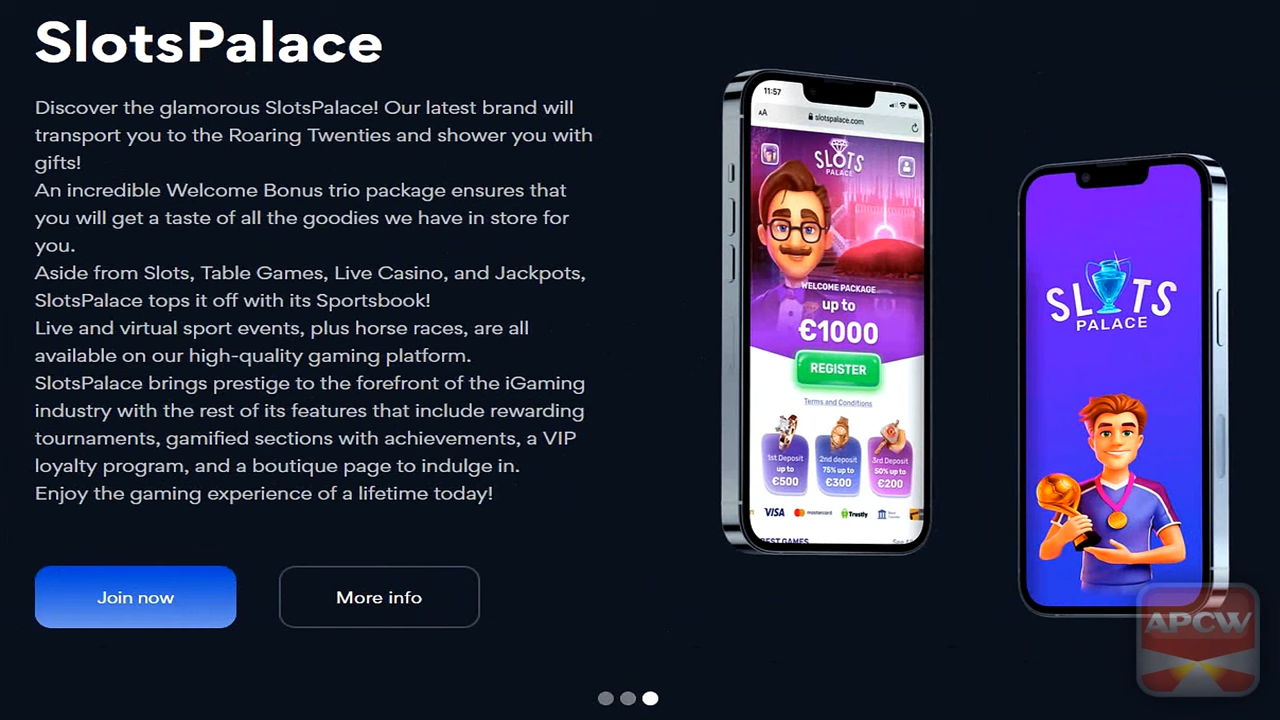 SlotsPalace
Discover the glamorous SlotsPalace! Our latest brand will
transport you to the Roaring Twenties and shower you with
gifts!
An incredible Welcome Bonus trio package ensures that
you will get a taste of all the goodies we have in store for
you.
Aside from Slots, Table Games, Live Casino, and Jackpots,
SlotsPalace tops it off with its Sportsbook!
Live and virtual sport events, plus horse races, are all
available on our high-quality gaming platform.
SlotsPalace brings prestige to the forefront of the iGaming
industry with the rest of its features that include rewarding
tournaments, gamified sections with achievements, a VIP
loyalty program, and a boutique page to indulge in.
Enjoy the gaming experience of a lifetime today!
Join now
More info
11:57
AA
slotspalace.com
SLOTS
PALACE
WELCOME PACKAGE
up to
€1000
REGISTER
Terms and Conditions
1st Deposit
up to
€500
2nd deposit
75% up to
€300
3rd Deposit
50% up to
€200
VISA
mastercard
Trustly
BEST GAMES
SLOTS
PALACE
APCW